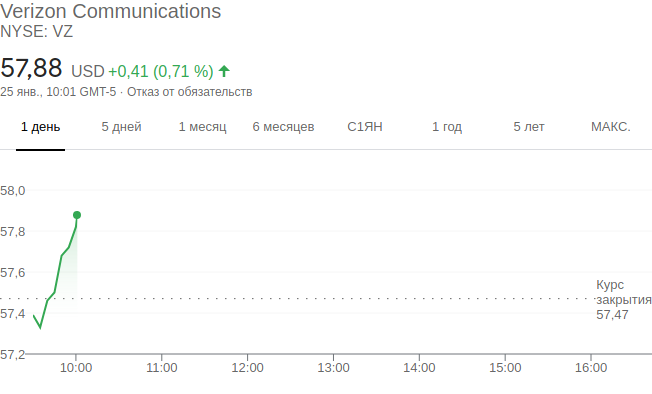 Verizon Communications
NYSE: VZ
57,88 USD +0,41 (0,71 %)
25 янв., 10:01 GMT-5 · Отказ от обязательств
1 день 5 дней 1 месяц 6 месяцев С1ЯН 1 год 5 лет МАКС.
58,0
57,8
57,6
Курс
закрытия
57,47
57,4
57,2
10:00 11:00 12:00 13:00 14:00 15:00 16:00